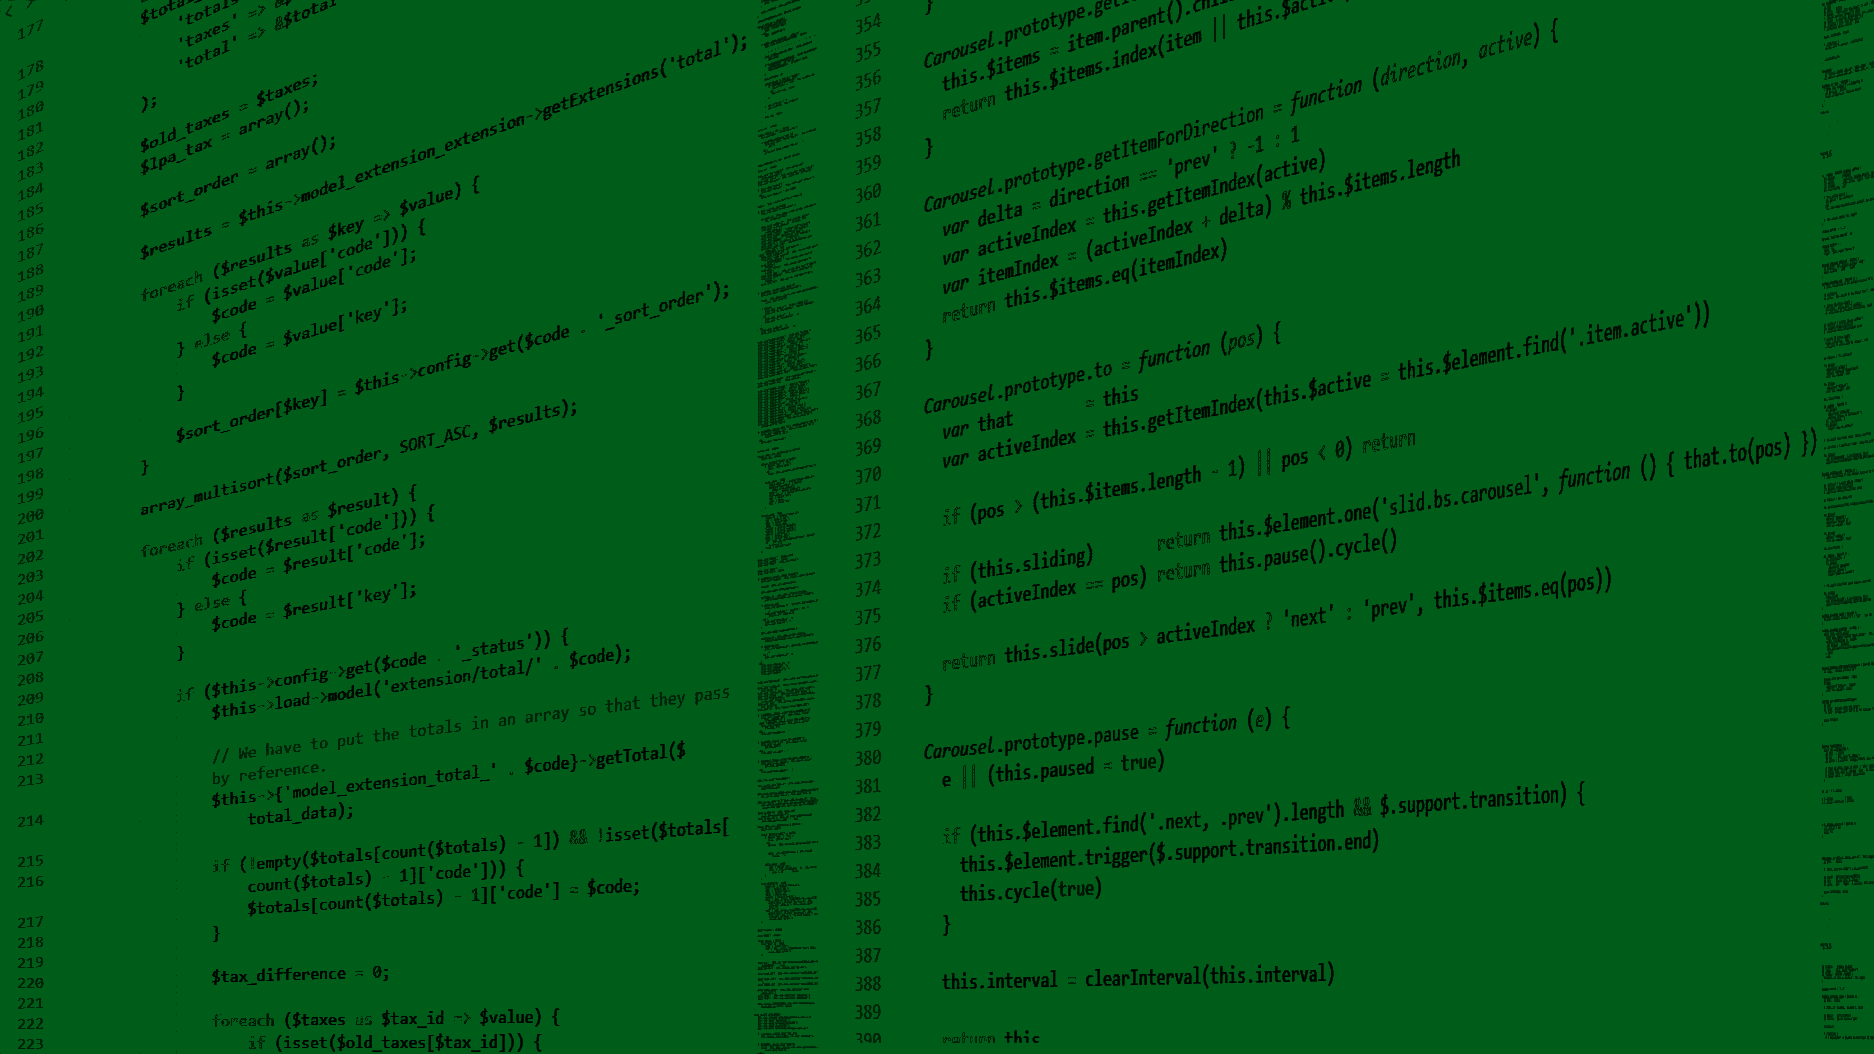 177
$total_
'totals
'taxes' => &$
'total' => &$total
178
);
179
180
$old_taxes = $taxes;
181
$lpa_tax = array();
182
183
$sort_order = array();
184
185
$results = $this->model_extension_extension->getExtensions('total');
186
187
foreach ($results as $key => $value) {
188
if (isset($value['code'])) {
189
$code = $value['code'];
190
} else {
191
$code = $value['key'];
192
}
193
194
$sort_order[$key] = $this->config->get($code . '_sort_order');
195
}
196
197
array_multisort($sort_order, SORT_ASC, $results);
198
199
foreach ($results as $result) {
200
if (isset($result['code'])) {
201
$code = $result['code'];
202
} else {
203
$code = $result['key'];
204
}
205
206
if ($this->config->get($code . '_status')) {
207
$this->load->model('extension/total/' . $code);
208
209
// We have to put the totals in an array so that they pass
by reference.
210
$this->{'model_extension_total_' . $code}->getTotal($
total_data);
211
212
213
214
if (!empty($totals[count($totals) - 1]) && !isset($totals[
count($totals) - 1]['code'])) {
215
$totals[count($totals) - 1]['code'] = $code;
216
}
217
218
219
$tax_difference = 0;
220
221
foreach ($taxes as $tax_id => $value) {
222
if (isset($old_taxes[$tax_id])) {
223
354
}
355
Carousel.prototype.get
356
this.$items = item.parent().chi
357
return this.$items.index(item || this.$acti
358
}
359
360
Carousel.prototype.getItemForDirection = function (direction, active) {
361
var delta = direction == 'prev' ? -1 : 1
362
var activeIndex = this.getItemIndex(active)
363
var itemIndex = (activeIndex + delta) % this.$items.length
364
return this.$items.eq(itemIndex)
365
}
366
367
Carousel.prototype.to = function (pos) {
368
var that = this
369
var activeIndex = this.getItemIndex(this.$active = this.$element.find('.item.active'))
370
371
if (pos > (this.$items.length - 1) || pos < 0) return
372
373
if (this.sliding) return this.$element.one('slid.bs.carousel', function () { that.to(pos) })
374
if (activeIndex == pos) return this.pause().cycle()
375
376
return this.slide(pos > activeIndex ? 'next' : 'prev', this.$items.eq(pos))
377
}
378
379
Carousel.prototype.pause = function (e) {
380
e || (this.paused = true)
381
382
if (this.$element.find('.next, .prev').length && $.support.transition) {
383
this.$element.trigger($.support.transition.end)
384
this.cycle(true)
385
}
386
387
this.interval = clearInterval(this.interval)
388
389
return this
390